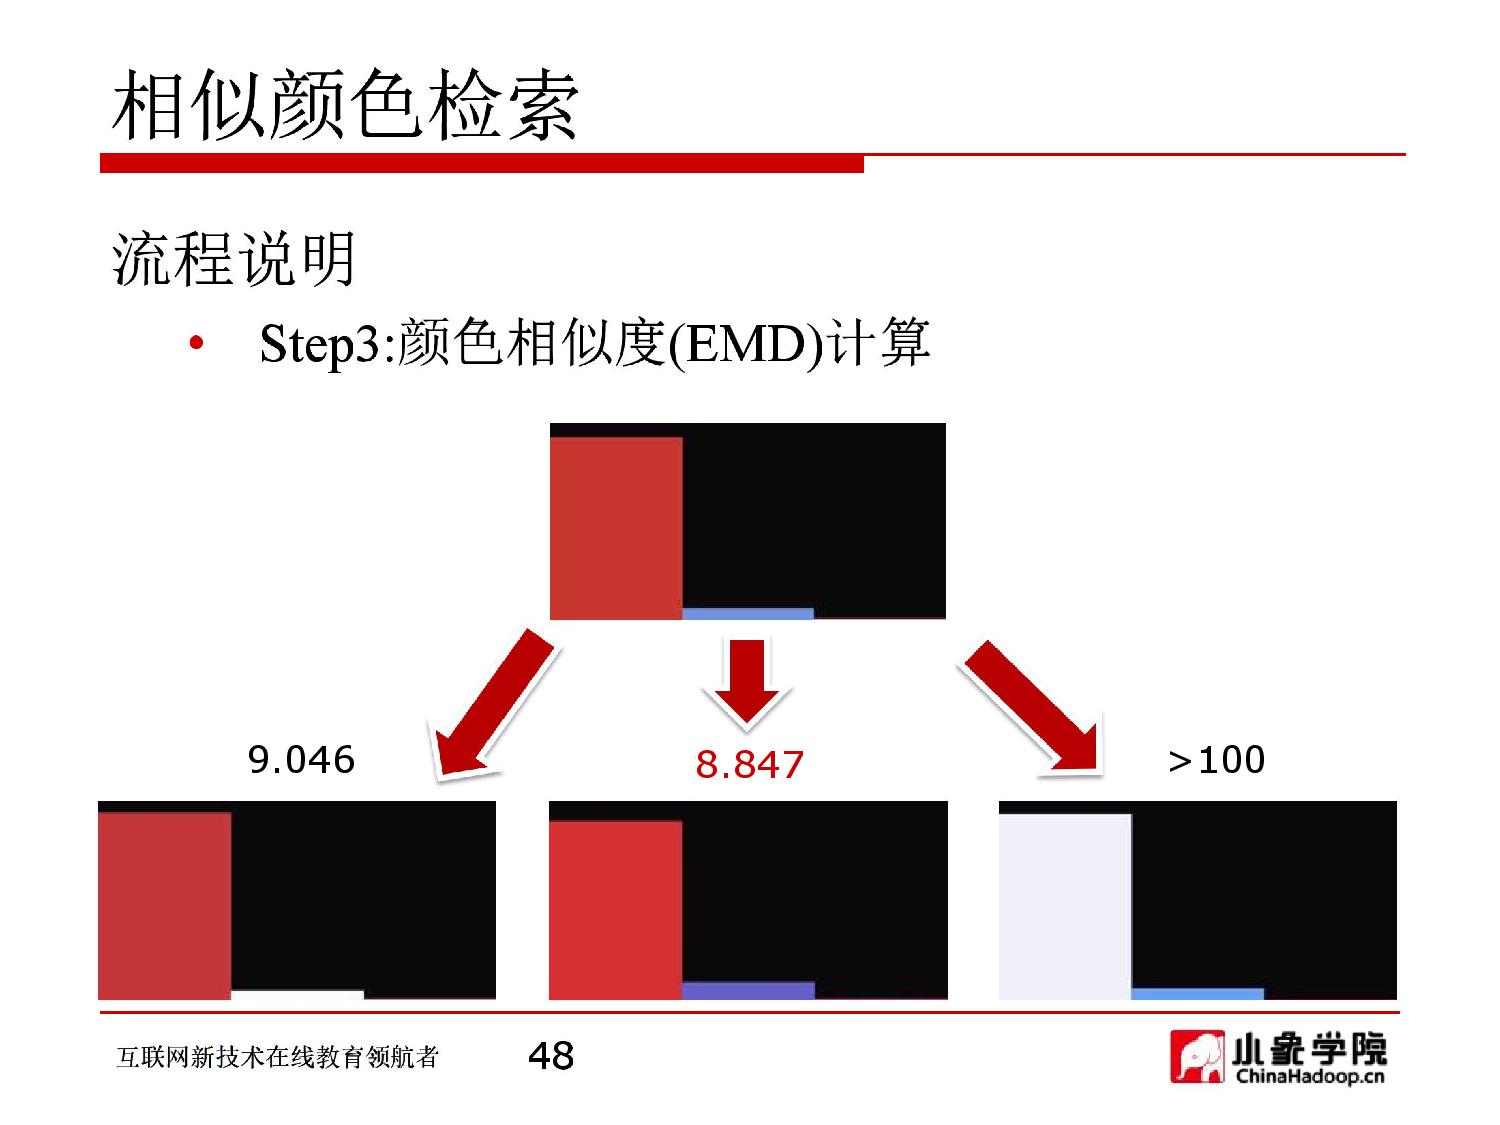 相似颜色检索
流程说明
• Step3:颜色相似度(EMD)计算
9.046
8.847
>100
互联网新技术在线教育领航者
48
小象学院
ChinaHadoop.cn